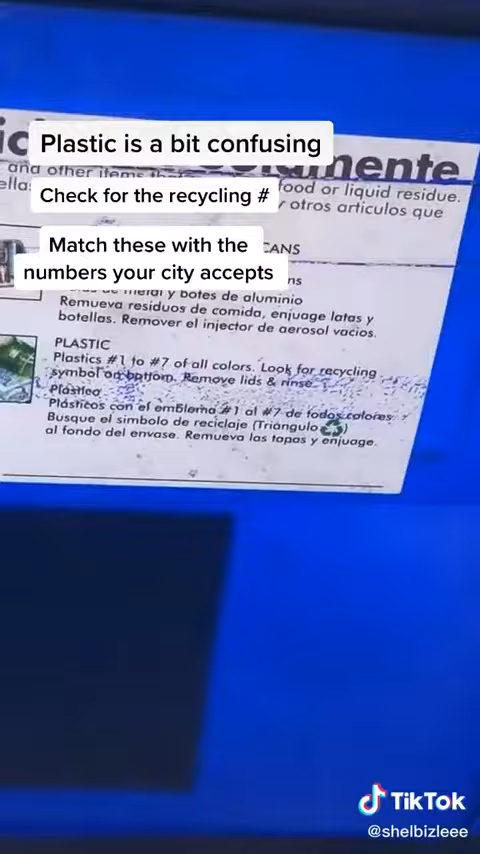 Plastic is a bit confusing
Check for the recycling #
Match these with the
numbers your city accepts
mente
and other items
food or liquid residue.
otros articulos que
CANS
metal y botes de aluminio
Remueva residuos de comida, enjuage latas y
botellas. Remover el injector de aerosol vacios.
PLASTIC
Plastics #1 to #7 of all colors. Look for recycling
symbol on bottom. Remove lids & rinse.
Plastico
Plásticos con el emblema #1 al #7 de todos colores.
Busque el simbolo de reciclaje (Triángulo ♻)
al fondo del envase. Remueva las tapas y enjuage.
TikTok
@shelbizleee